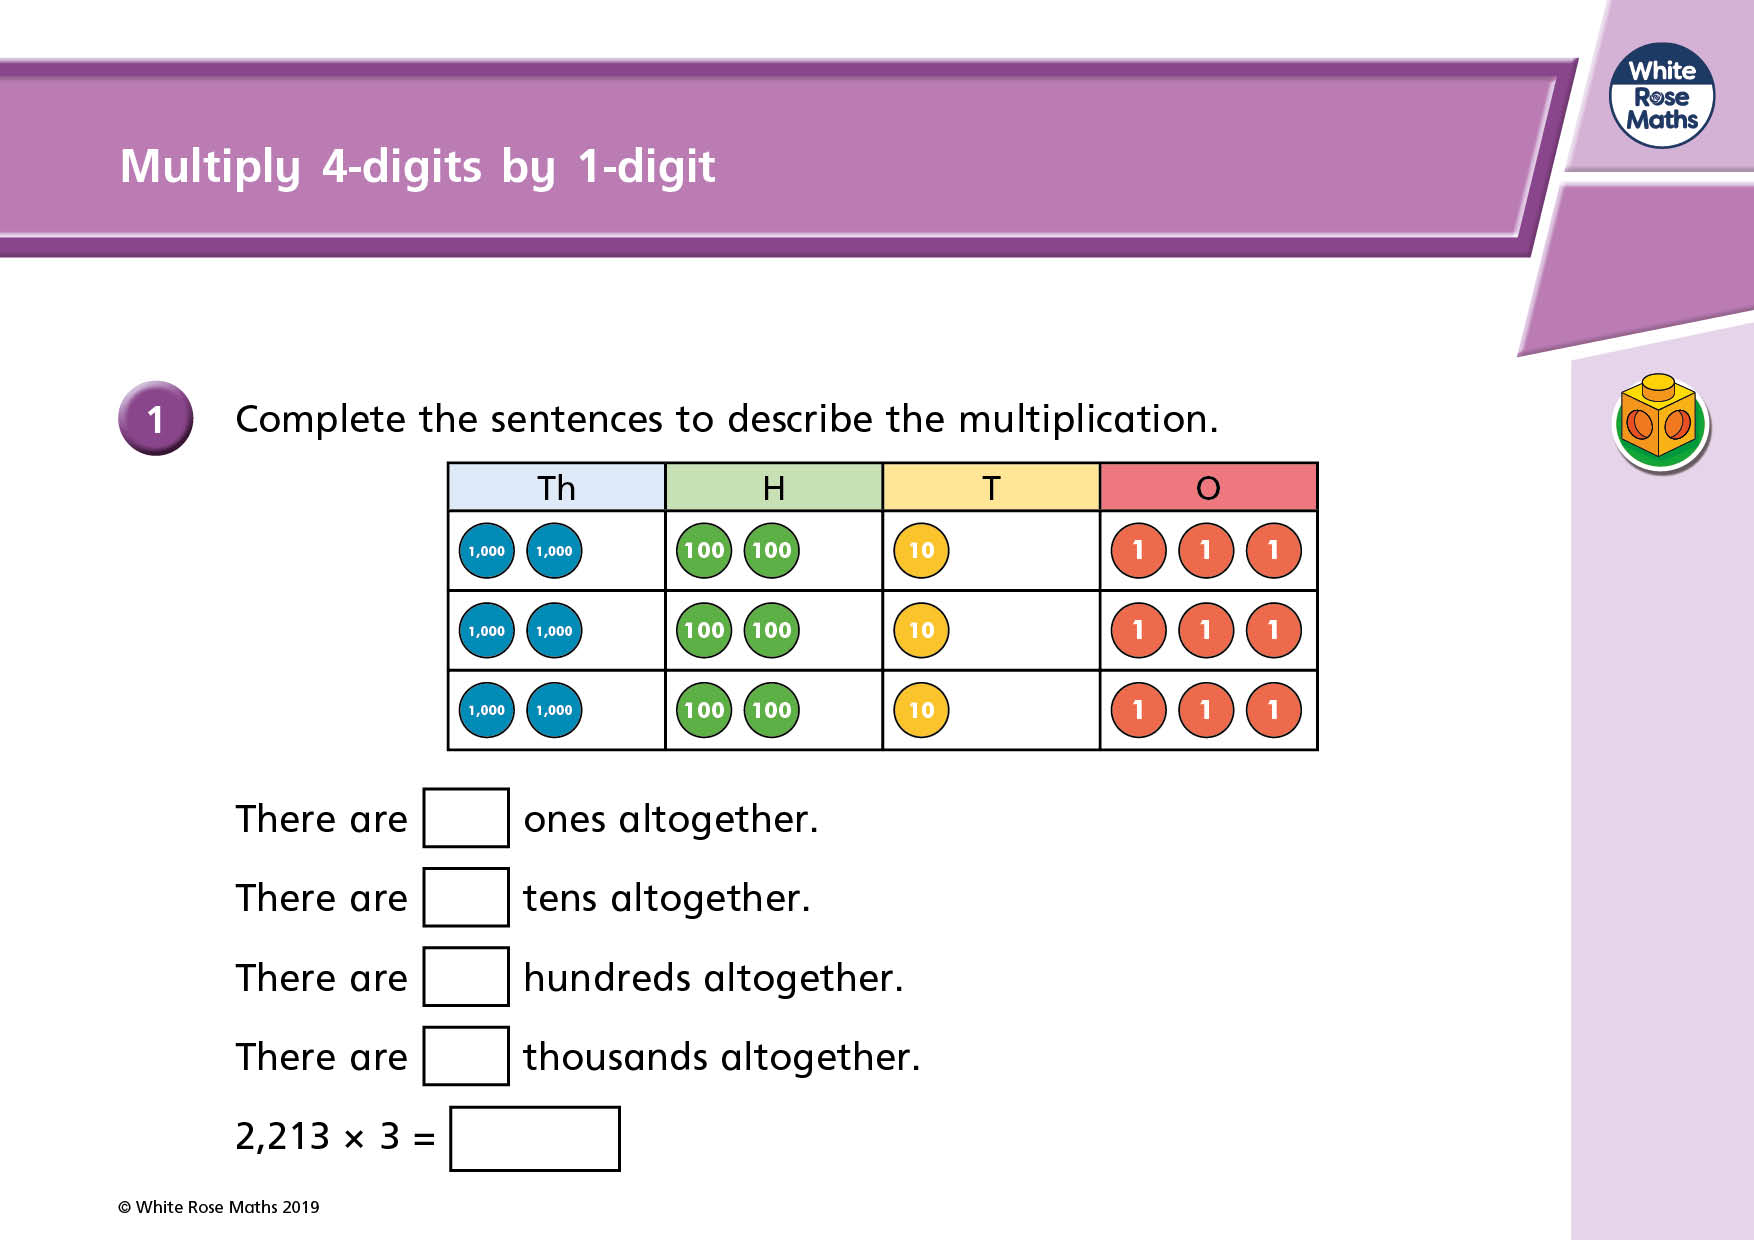 White
Rose
Maths
Multiply 4-digits by 1-digit
1 Complete the sentences to describe the multiplication.
Th H T O
1,000 1,000 100 100 10 1 1 1
1,000 1,000 100 100 10 1 1 1
1,000 1,000 100 100 10 1 1 1
There are ones altogether.
There are tens altogether.
There are hundreds altogether.
There are thousands altogether.
2,213 × 3 =
© White Rose Maths 2019